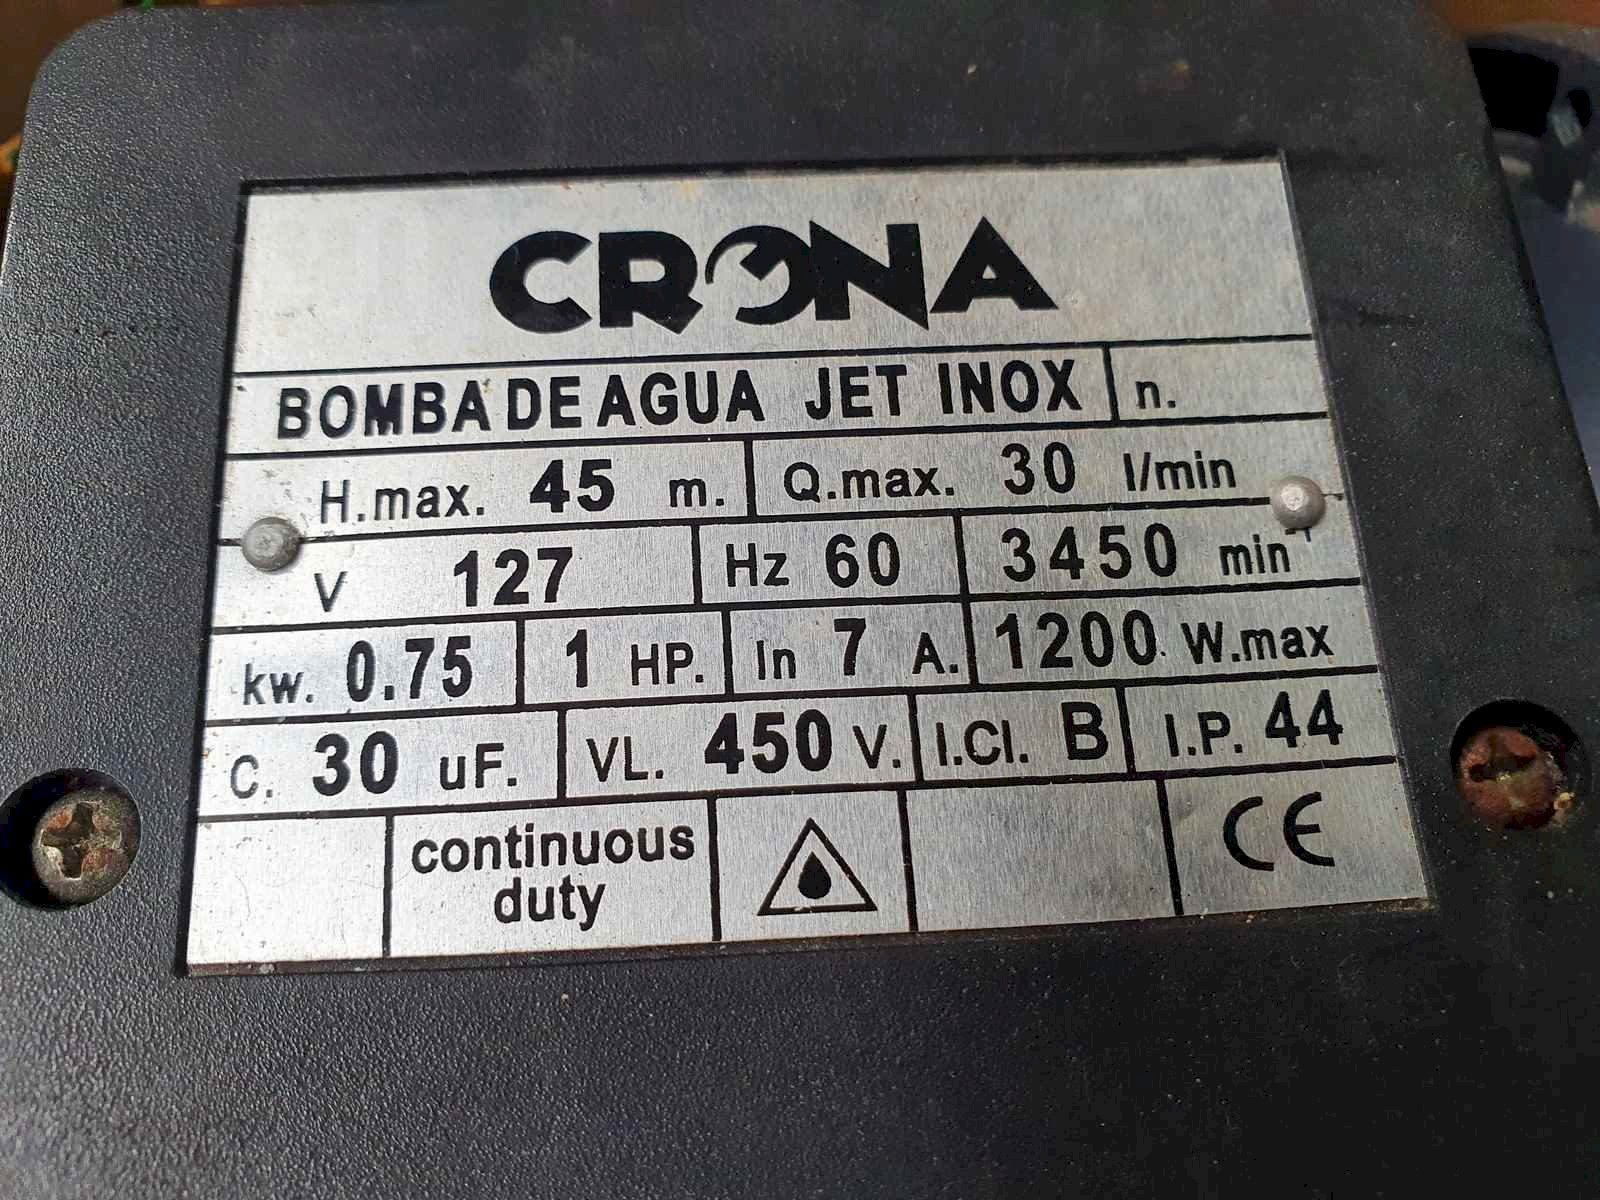 CRONA
BOMBA DE AGUA JET INOX n.
H.max. 45 m. Q.max. 30 l/min
V 127 Hz 60 3450 min-1
kw. 0.75 1 HP. In 7 A. 1200 W.max
C. 30 uF. VL. 450 V. I.Cl. B I.P. 44
continuous
duty
CE